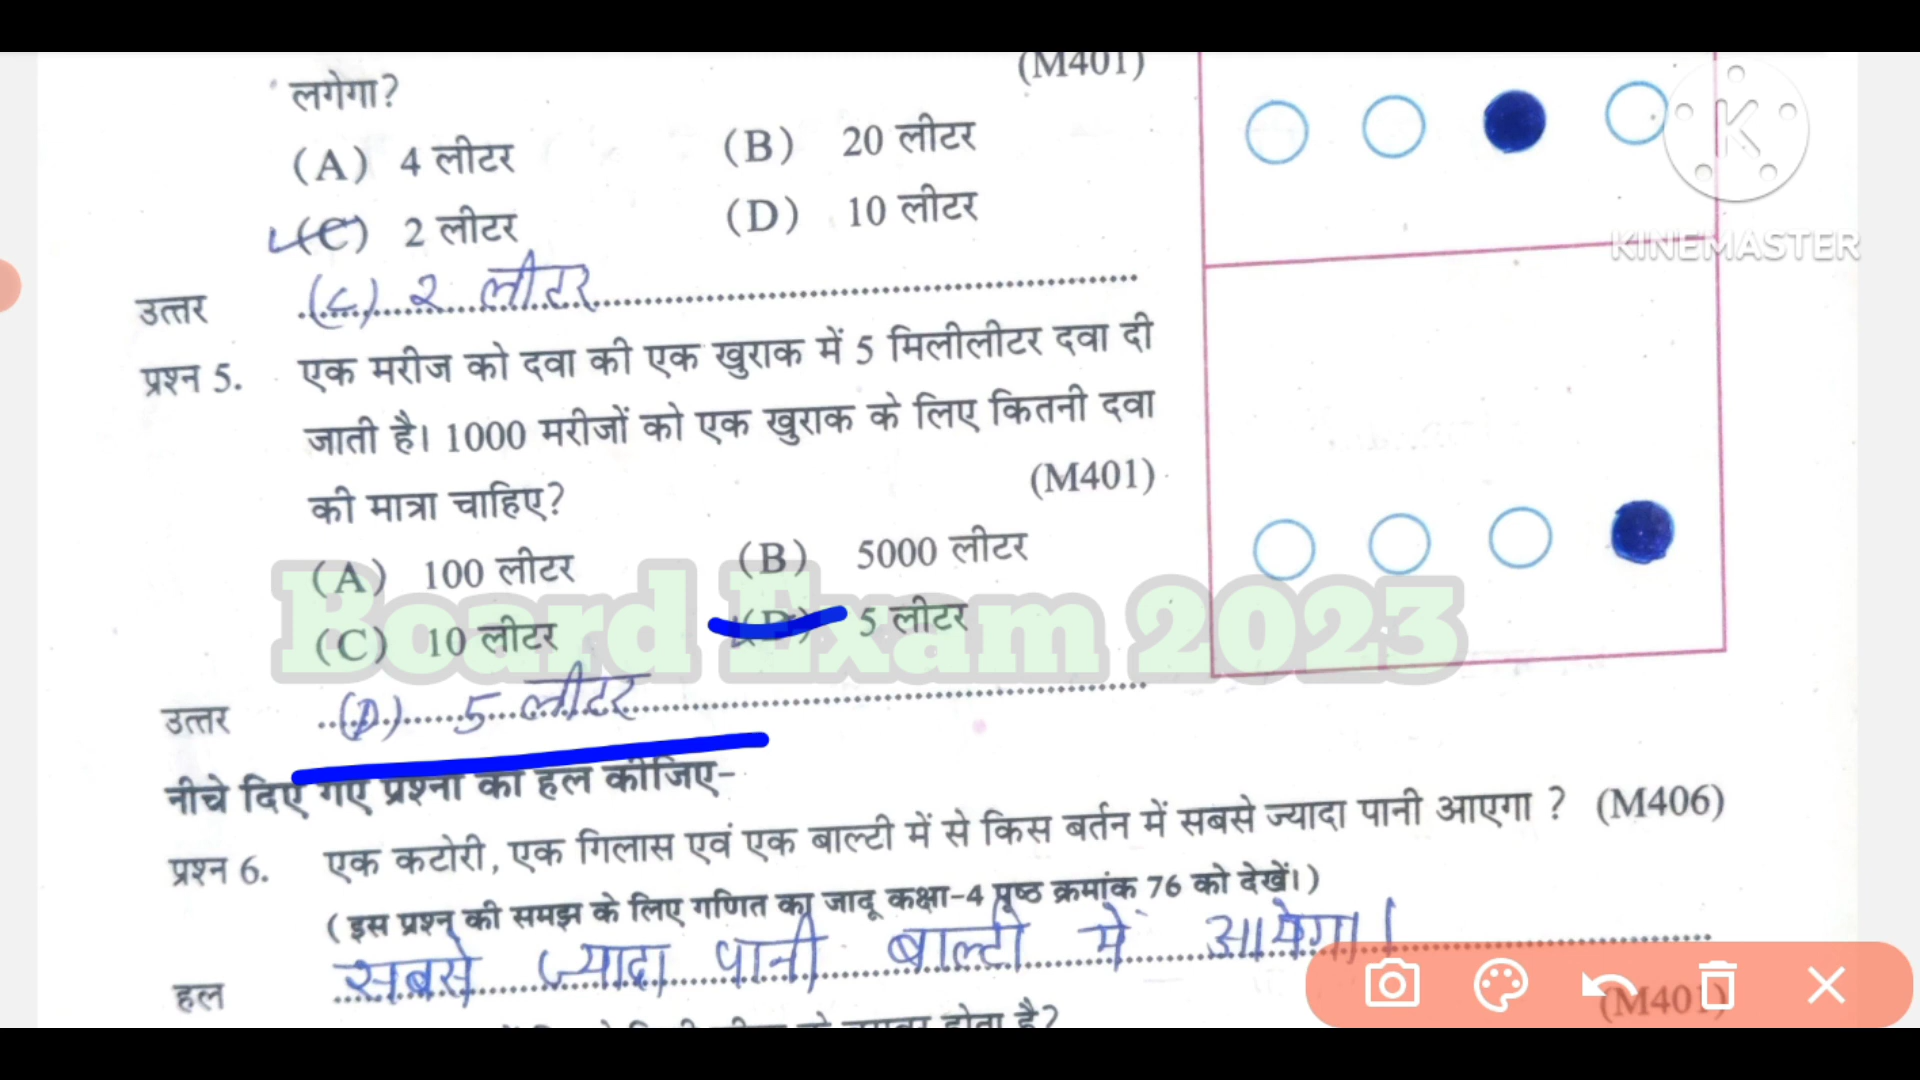 लगेगा?
(M401)
(A) 4 लीटर (B) 20 लीटर
(C) 2 लीटर (D) 10 लीटर
उत्तर (C) 2 लीटर
प्रश्न 5. एक मरीज को दवा की एक खुराक में 5 मिलीलीटर दवा दी
जाती है। 1000 मरीजों को एक खुराक के लिए कितनी दवा
की मात्रा चाहिए? (M401)
(A) 100 लीटर (B) 5000 लीटर
(C) 10 लीटर (D) 5 लीटर
उत्तर (D) 5 लीटर
नीचे दिए गए प्रश्नों को हल कीजिए-
प्रश्न 6. एक कटोरी, एक गिलास एवं एक बाल्टी में से किस बर्तन में सबसे ज्यादा पानी आएगा ? (M406)
(इस प्रश्न की समझ के लिए गणित का जादू कक्षा-4 पृष्ठ क्रमांक 76 को देखें।)
हल सबसे ज्यादा पानी बाल्टी में आयेगा।
(M401)
होता है?
K
KINEMASTER
Board Exam 2023